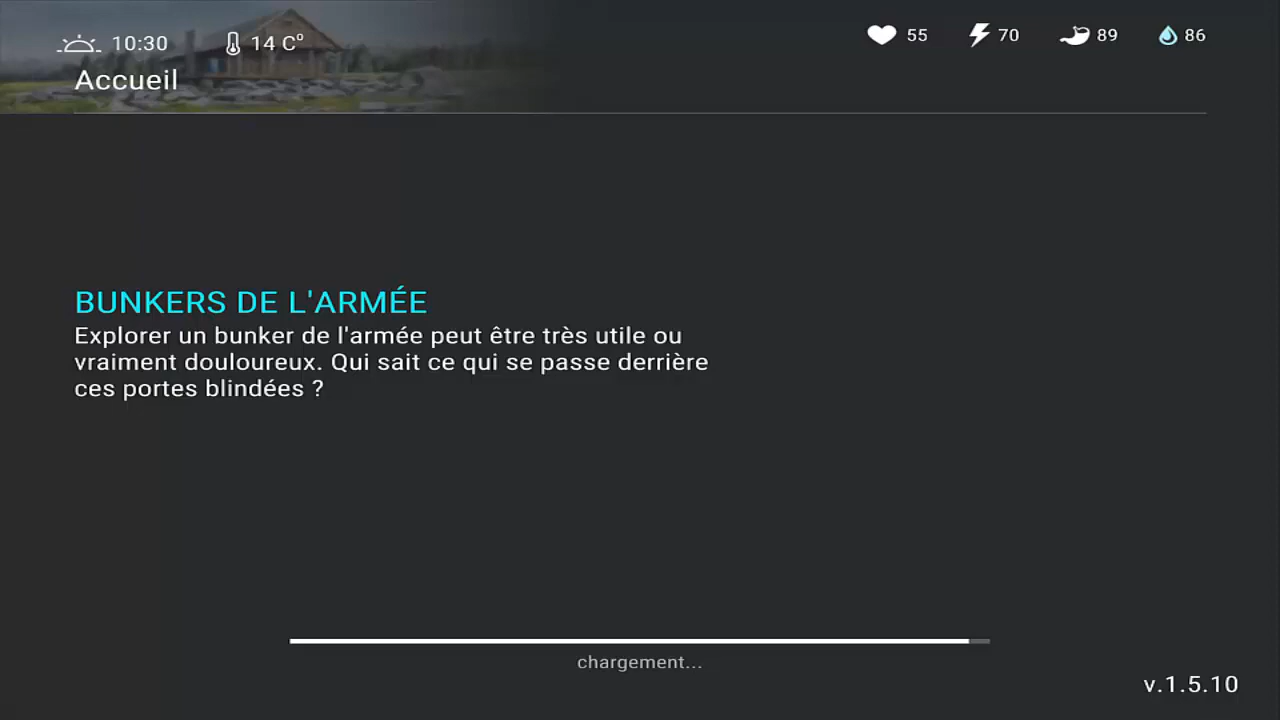 10:30 14 C° 55 70 89 86
Accueil
BUNKERS DE L'ARMÉE
Explorer un bunker de l'armée peut être très utile ou
vraiment douloureux. Qui sait ce qui se passe derrière
ces portes blindées ?
chargement...
v.1.5.10